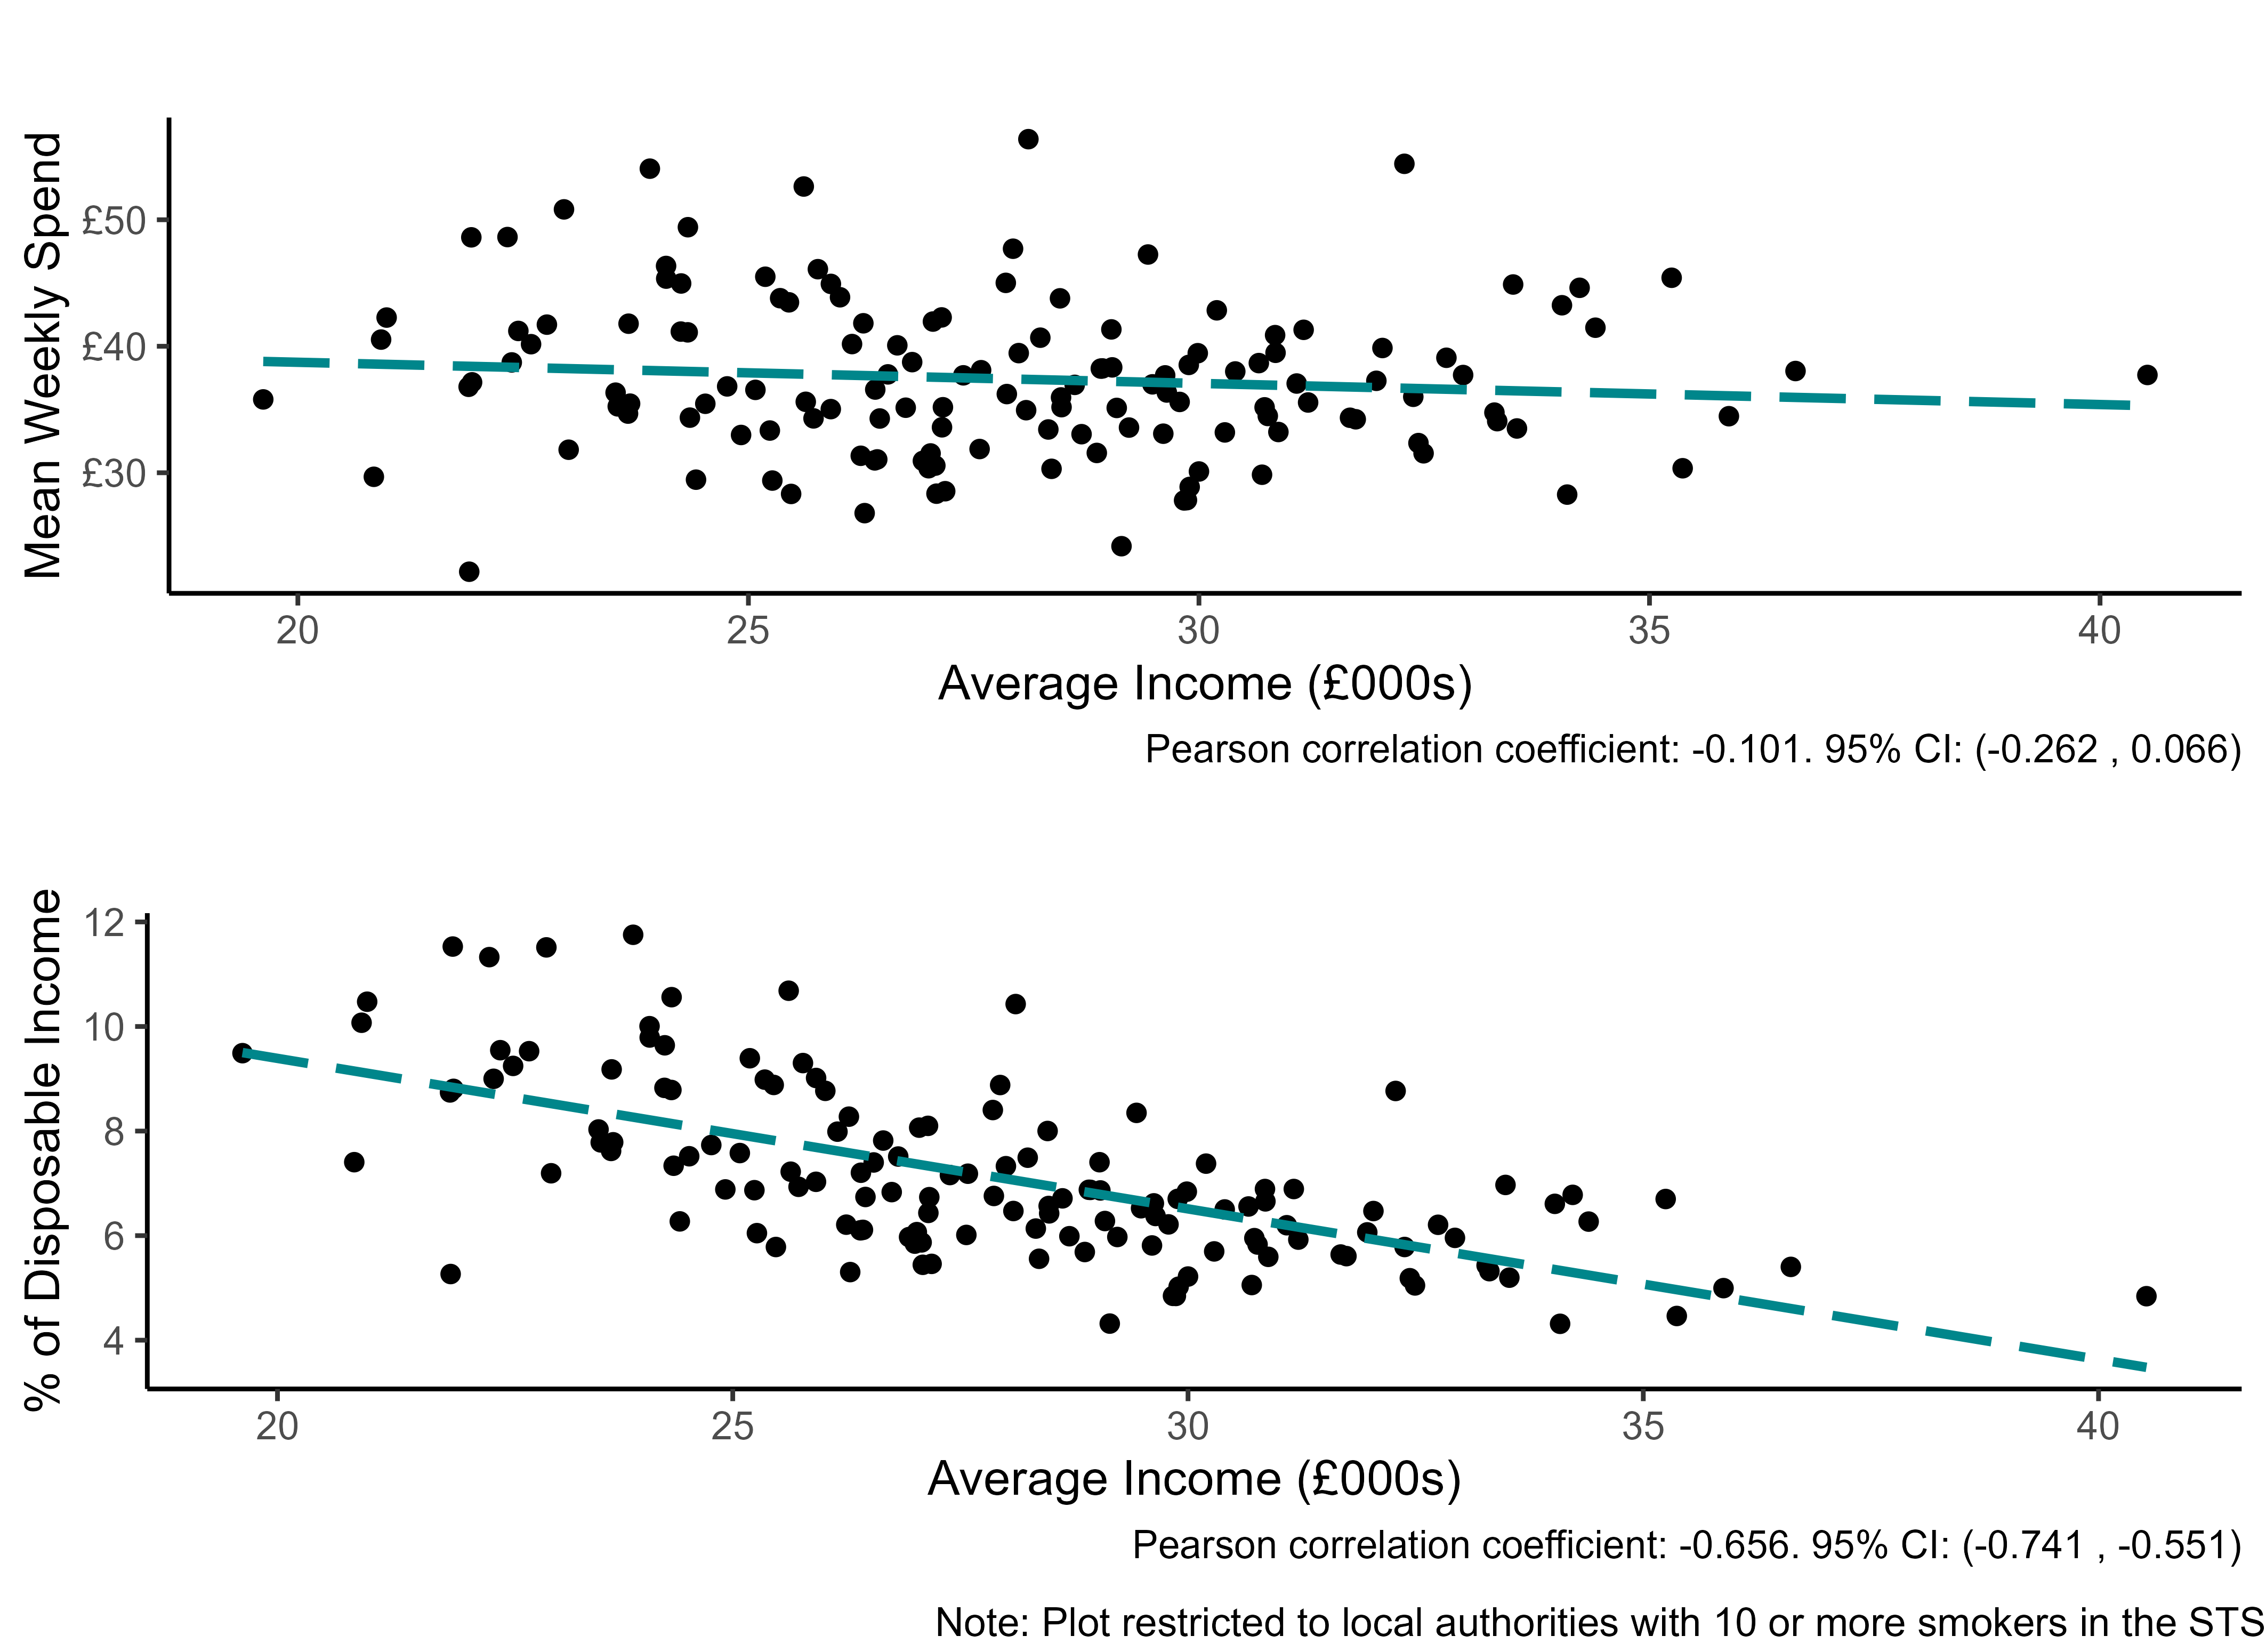 Mean Weekly Spend
£50
£40
£30
20 25 30 35 40
Average Income (£000s)
Pearson correlation coefficient: -0.101. 95% CI: (-0.262 , 0.066)
% of Disposable Income
12
10
8
6
4
20 25 30 35 40
Average Income (£000s)
Pearson correlation coefficient: -0.656. 95% CI: (-0.741 , -0.551)
Note: Plot restricted to local authorities with 10 or more smokers in the STS